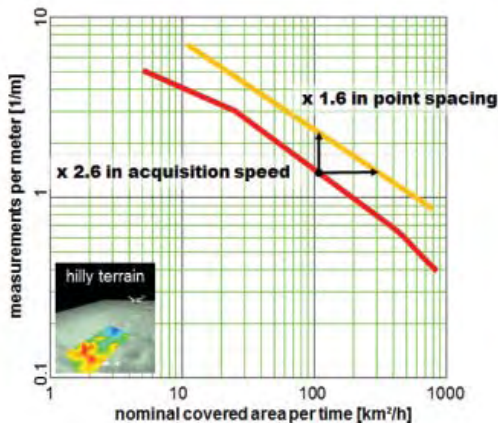 10
x 1.6 in point spacing
x 2.6 in acquisition speed
measurements per meter [1/m]
1
hilly terrain
0.1
1
10
100
1000
nominal covered area per time [km²/h]